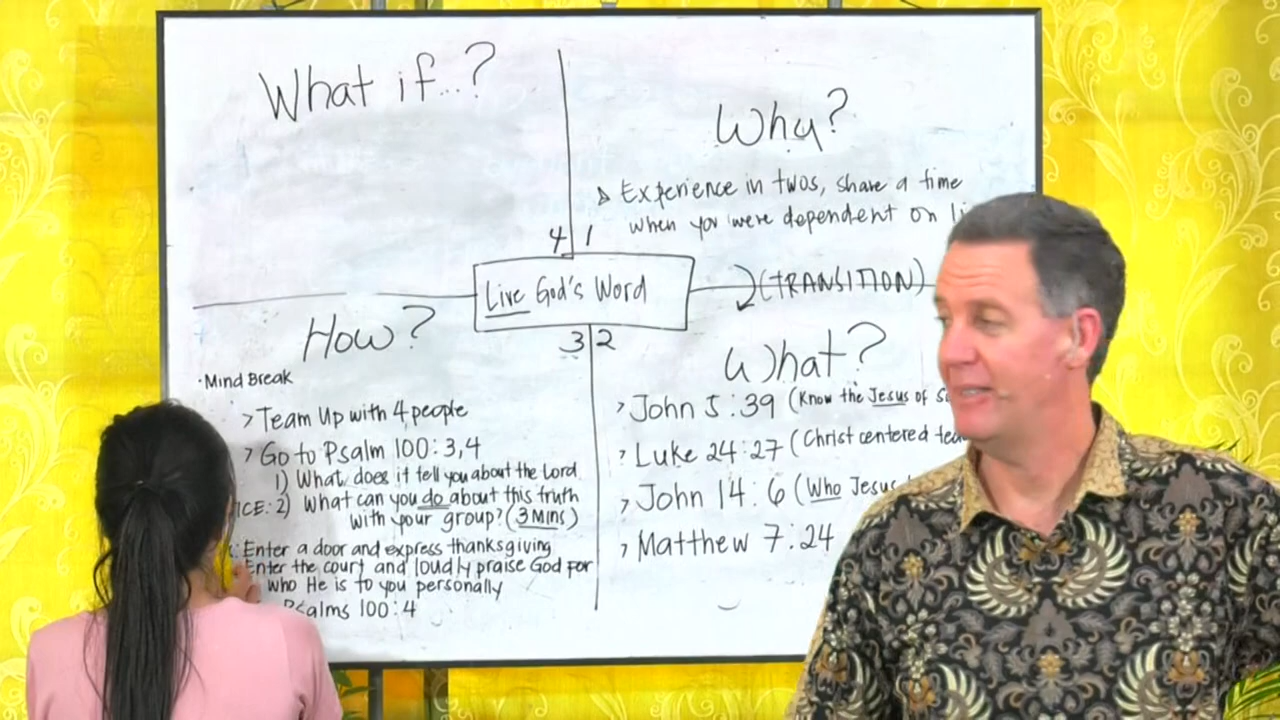 What if...?
Why?
Experience in twos, share a time
when you were dependent on
4 1
Live God's Word
(TRANSITION)
3 2
How?
• Mind Break
> Team Up with 4 people
> Go to Psalm 100:3,4
1) What does it tell you about the Lord
2) What can you do about this truth
with your group? (3 MINS)
Enter a door and express thanksgiving
Enter the court and loudly praise God for
who He is to you personally
Psalms 100:4
What?
> John 5:39 (Know the Jesus of
> Luke 24:27 (Christ centered
> John 14:6 (Who Jesus
> Matthew 7:24